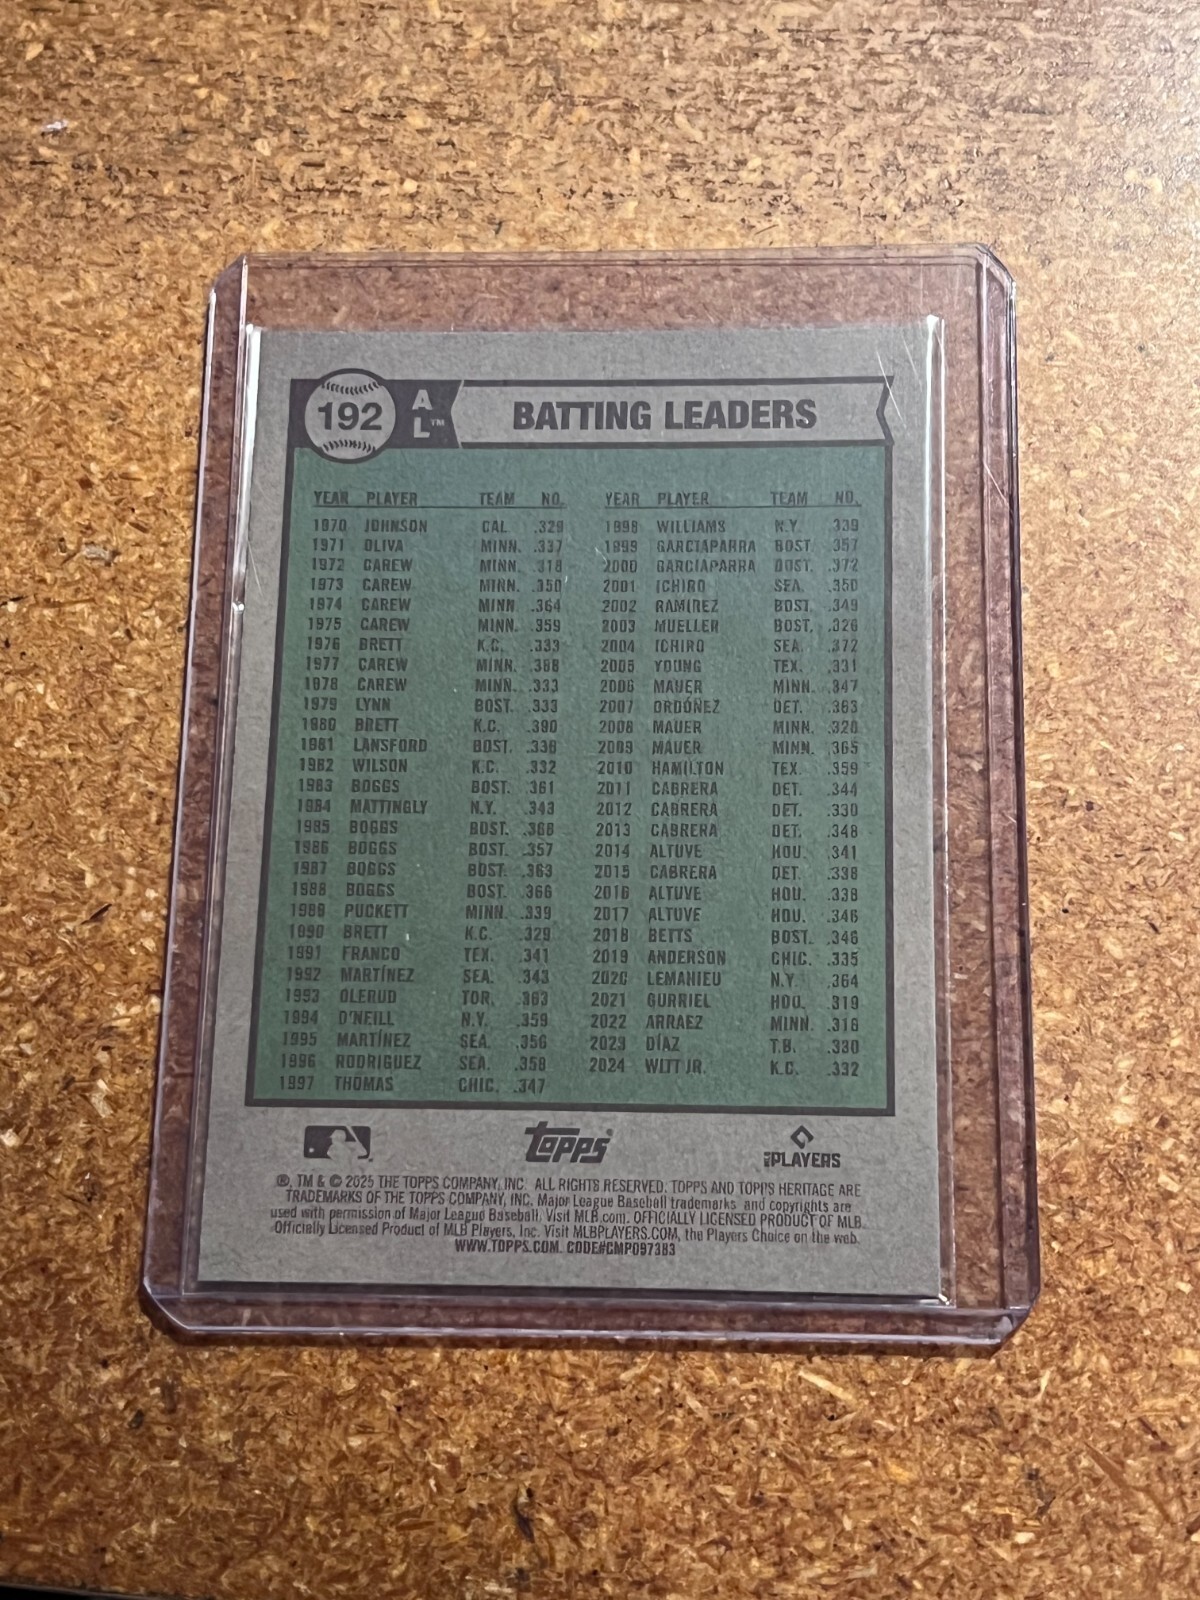 192 AL™ BATTING LEADERS
YEAR PLAYER TEAM NO.
1970 JOHNSON CAL. .329
1971 OLIVA MINN. .337
1972 CAREW MINN. .318
1973 CAREW MINN. .350
1974 CAREW MINN. .364
1975 CAREW MINN. .359
1976 BRETT K.C. .333
1977 CAREW MINN. .388
1978 CAREW MINN. .333
1979 LYNN BOST. .333
1980 BRETT K.C. .390
1981 LANSFORD BOST. .336
1982 WILSON K.C. .332
1983 BOGGS BOST. .361
1984 MATTINGLY N.Y. .343
1985 BOGGS BOST. .368
1986 BOGGS BOST. .357
1987 BOGGS BOST. .363
1988 BOGGS BOST. .366
1989 PUCKETT MINN. .339
1990 BRETT K.C. .329
1991 FRANCO TEX. .341
1992 MARTÍNEZ SEA. .343
1993 OLERUD TOR. .363
1994 O'NEILL N.Y. .359
1995 MARTÍNEZ SEA. .356
1996 RODRIGUEZ SEA. .358
1997 THOMAS CHIC. .347
YEAR PLAYER TEAM NO.
1998 WILLIAMS N.Y. .339
1999 GARCIAPARRA BOST. .357
2000 GARCIAPARRA BOST. .372
2001 ICHIRO SEA. .350
2002 RAMIREZ BOST. .349
2003 MUELLER BOST. .326
2004 ICHIRO SEA. .372
2005 YOUNG TEX. .331
2006 MAUER MINN. .347
2007 ORDÓÑEZ DET. .363
2008 MAUER MINN. .328
2009 MAUER MINN. .365
2010 HAMILTON TEX. .359
2011 CABRERA DET. .344
2012 CABRERA DET. .330
2013 CABRERA DET. .348
2014 ALTUVE HOU. .341
2015 CABRERA DET. .338
2016 ALTUVE HOU. .338
2017 ALTUVE HOU. .346
2018 BETTS BOST. .346
2019 ANDERSON CHIC. .335
2020 LEMAHIEU N.Y. .364
2021 GURRIEL HOU. .319
2022 ARRAEZ MINN. .316
2023 DÍAZ T.B. .330
2024 WITT JR. K.C. .332
topps® PLAYERS
®, TM & © 2025 THE TOPPS COMPANY, INC. ALL RIGHTS RESERVED. TOPPS AND TOPPS HERITAGE ARE
TRADEMARKS OF THE TOPPS COMPANY, INC. Major League Baseball trademarks and copyrights are
used with permission of Major League Baseball. Visit MLB.com. OFFICIALLY LICENSED PRODUCT OF MLB
Officially Licensed Product of MLB Players, Inc. Visit MLBPLAYERS.COM, the Players Choice on the web.
WWW.TOPPS.COM. CODE#CMP097383